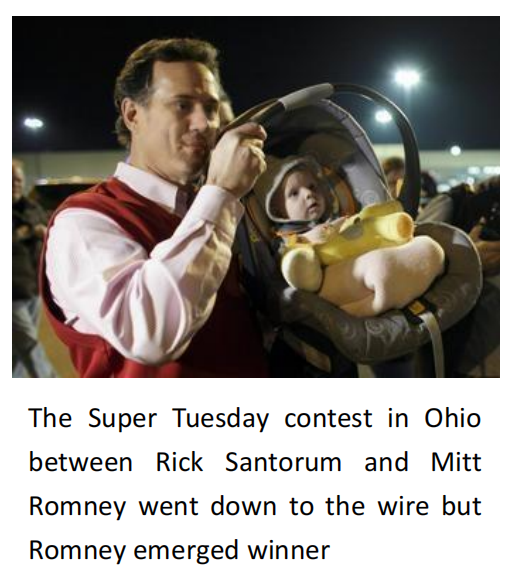 The Super Tuesday contest in Ohio
between Rick Santorum and Mitt
Romney went down to the wire but
Romney emerged winner